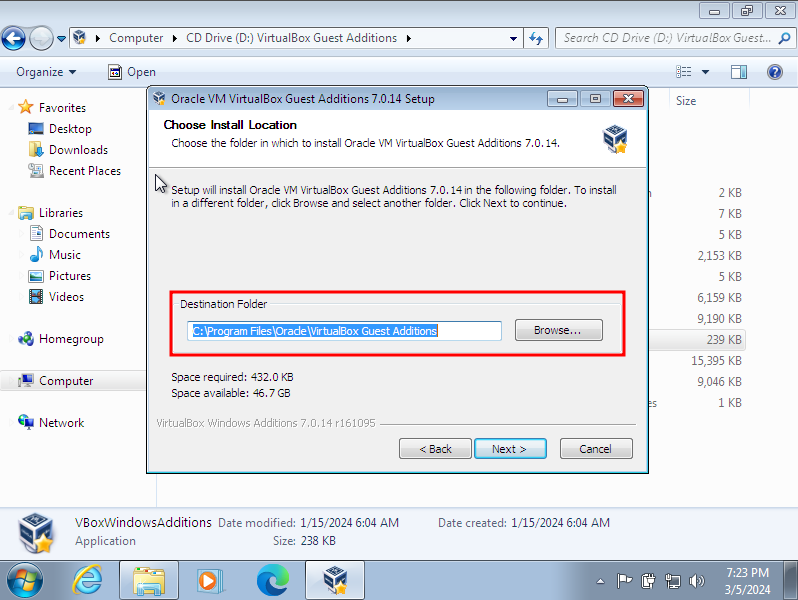 Computer
CD Drive (D:) VirtualBox Guest Additions
Search CD Drive (D:) VirtualBox Guest...
Organize
Open
Favorites
Desktop
Downloads
Recent Places
Libraries
Documents
Music
Pictures
Videos
Homegroup
Computer
Network
Oracle VM VirtualBox Guest Additions 7.0.14 Setup
Choose Install Location
Choose the folder in which to install Oracle VM VirtualBox Guest Additions 7.0.14.
Setup will install Oracle VM VirtualBox Guest Additions 7.0.14 in the following folder. To install
in a different folder, click Browse and select another folder. Click Next to continue.
Destination Folder
C:\Program Files\Oracle\VirtualBox Guest Additions
Browse...
Space required: 432.0 KB
Space available: 46.7 GB
VirtualBox Windows Additions 7.0.14 r161095
< Back
Next >
Cancel
Size
2 KB
7 KB
5 KB
2,153 KB
5 KB
6,159 KB
9,190 KB
239 KB
15,395 KB
9,046 KB
1 KB
VBoxWindowsAdditions Date modified: 1/15/2024 6:04 AM Date created: 1/15/2024 6:04 AM
Application Size: 238 KB
7:23 PM
3/5/2024